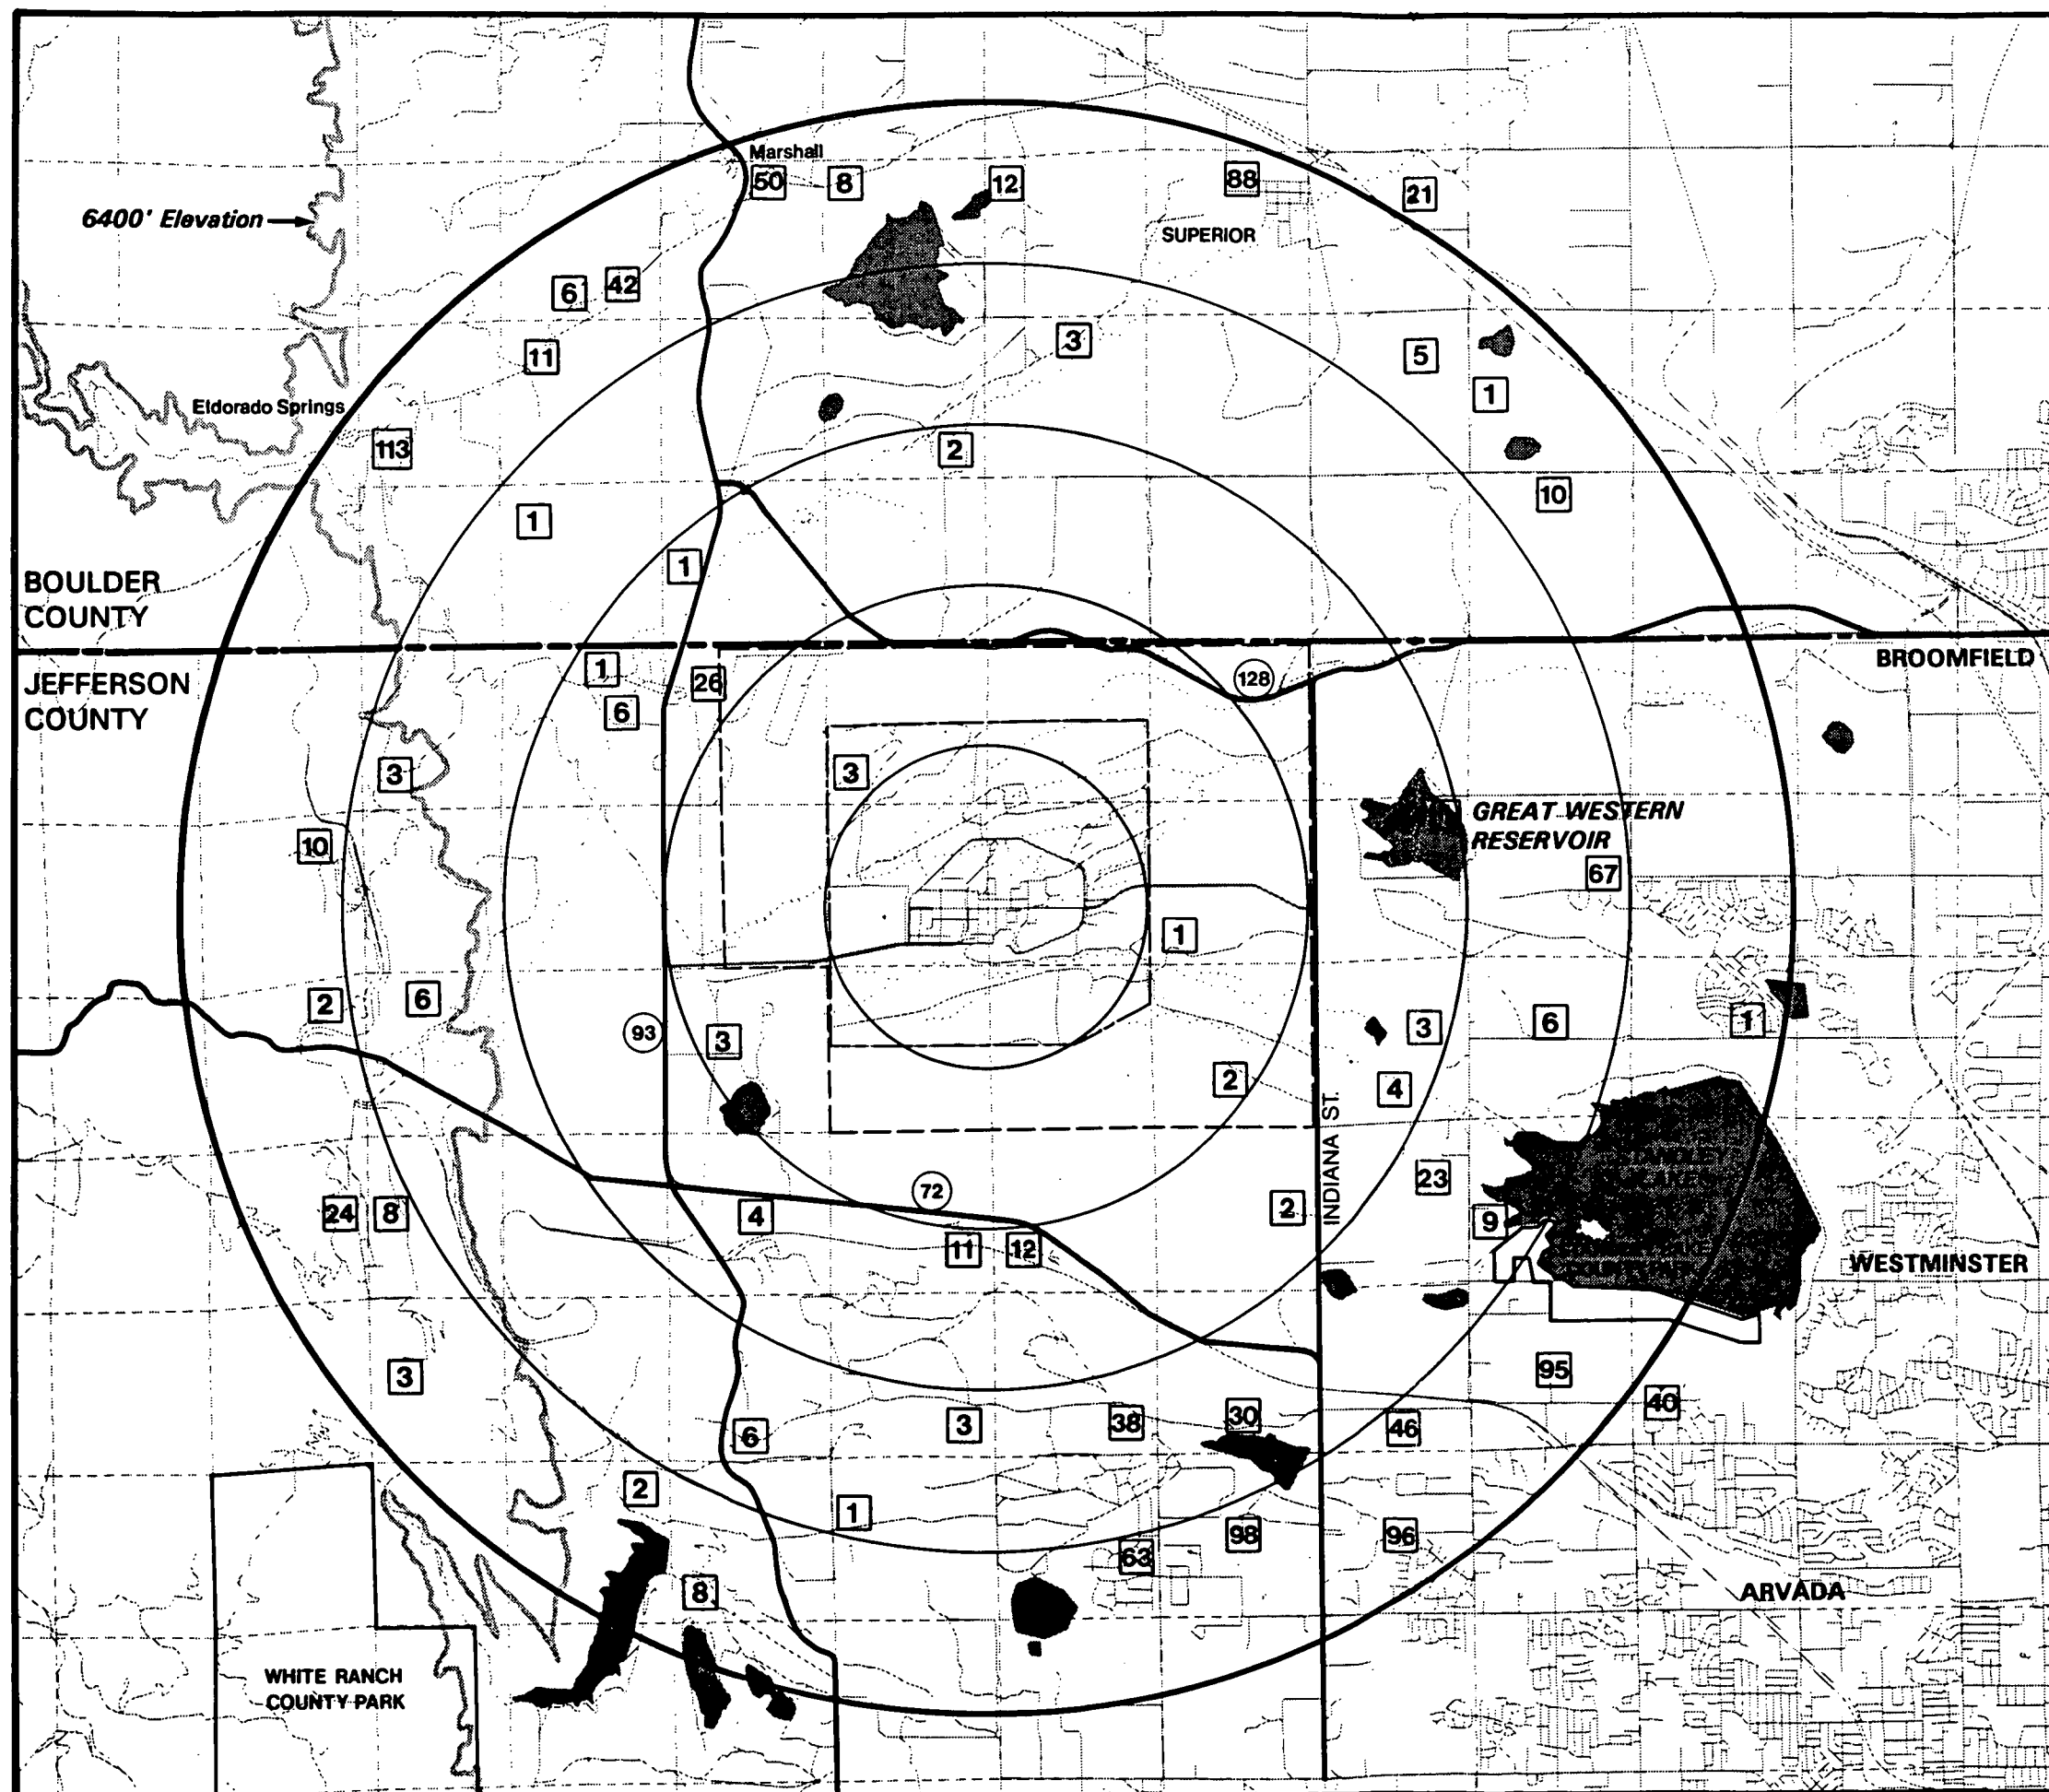 Marshall
50 8 12 88 21
6400' Elevation
SUPERIOR
6 42
11 3 5
1
Eldorado Springs
113 2
10
1
1
BOULDER
COUNTY
BROOMFIELD
1 26 128
JEFFERSON
COUNTY
6
3 3
GREAT WESTERN
RESERVOIR
10
67
1
2 6
93 3 3 6 1
2 4
INDIANA ST.
STANDLEY
LAKE
23
72
24 8 4 2 9
11 12
WESTMINSTER
3
95
40
6 3 38 30 46
2
1
98 96
63
8
ARVADA
WHITE RANCH
COUNTY PARK